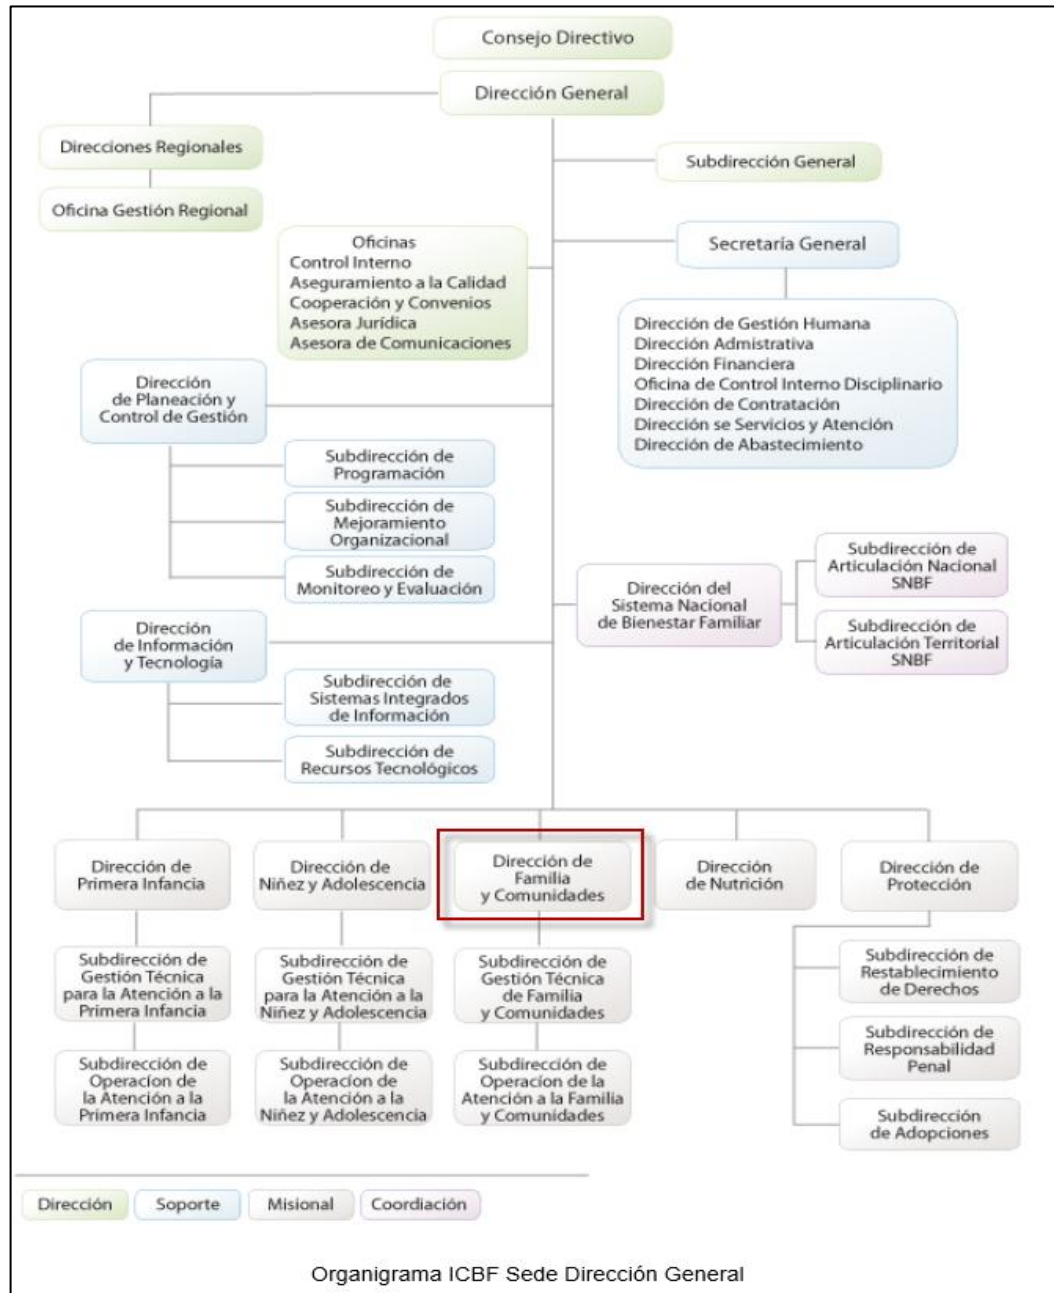 Consejo Directivo
Dirección General
Direcciones Regionales
Oficina Gestión Regional
Subdirección General
Oficinas
Control Interno
Aseguramiento a la Calidad
Cooperación y Convenios
Asesora Jurídica
Asesora de Comunicaciones
Secretaría General
Dirección de Gestión Humana
Dirección Admistrativa
Dirección Financiera
Oficina de Control Interno Disciplinario
Dirección de Contratación
Dirección se Servicios y Atención
Dirección de Abastecimiento
Dirección
de Planeación y
Control de Gestión
Subdirección de
Programación
Subdirección de
Mejoramiento
Organizacional
Subdirección de
Monitoreo y Evaluación
Dirección del
Sistema Nacional
de Bienestar Familiar
Subdirección de
Articulación Nacional
SNBF
Subdirección de
Articulación Territorial
SNBF
Dirección
de Información
y Tecnología
Subdirección de
Sistemas Integrados
de Información
Subdirección de
Recursos Tecnológicos
Dirección de
Primera Infancia
Dirección de
Niñez y Adolescencia
Dirección de
Familia
y Comunidades
Dirección
de Nutrición
Dirección de
Protección
Subdirección de
Gestión Técnica
para la Atención a la
Primera Infancia
Subdirección de
Gestión Técnica
para la Atención a la
Niñez y Adolescencia
Subdirección de
Gestión Técnica
de Familia
y Comunidades
Subdirección de
Restablecimiento
de Derechos
Subdirección de
Operacíon de
la Atención a la
Primera Infancia
Subdirección de
Operacíon de
la Atención a la
Niñez y Adolescencia
Subdirección de
Operacíon de la
Atención a la Familia
y Comunidades
Subdirección de
Responsabilidad
Penal
Subdirección
de Adopciones
Dirección
Soporte
Misional
Coordiación
Organigrama ICBF Sede Dirección General